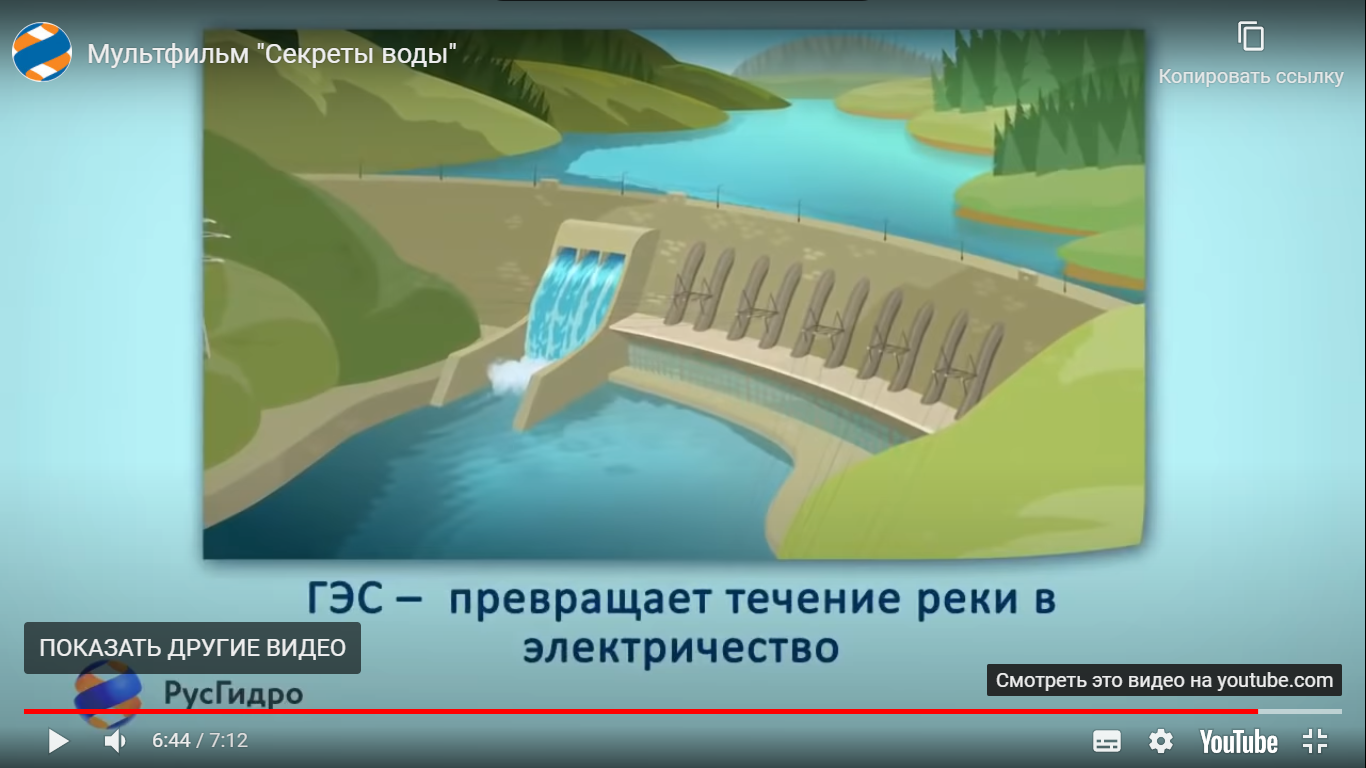 Мультфильм "Секреты воды"
Копировать ссылку
ГЭС – превращает течение реки в
электричество
ПОКАЗАТЬ ДРУГИЕ ВИДЕО
Смотреть это видео на youtube.com
РусГидро
6:44 / 7:12
YouTube